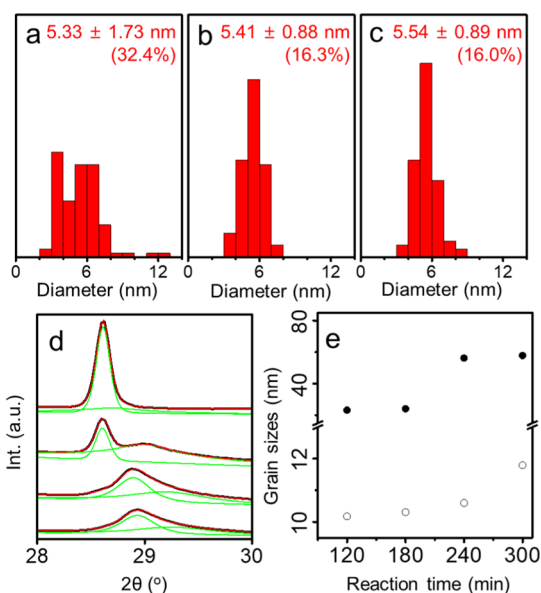 a 5.33 ± 1.73 nm
(32.4%)
b 5.41 ± 0.88 nm
(16.3%)
c 5.54 ± 0.89 nm
(16.0%)
0 6 12
0 6 12
0 6 12
Diameter (nm)
Diameter (nm)
Diameter (nm)
d
Int. (a.u.)
28 29 30
2θ (°)
e
Grain sizes (nm)
80
40
12
10
120 180 240 300
Reaction time (min)